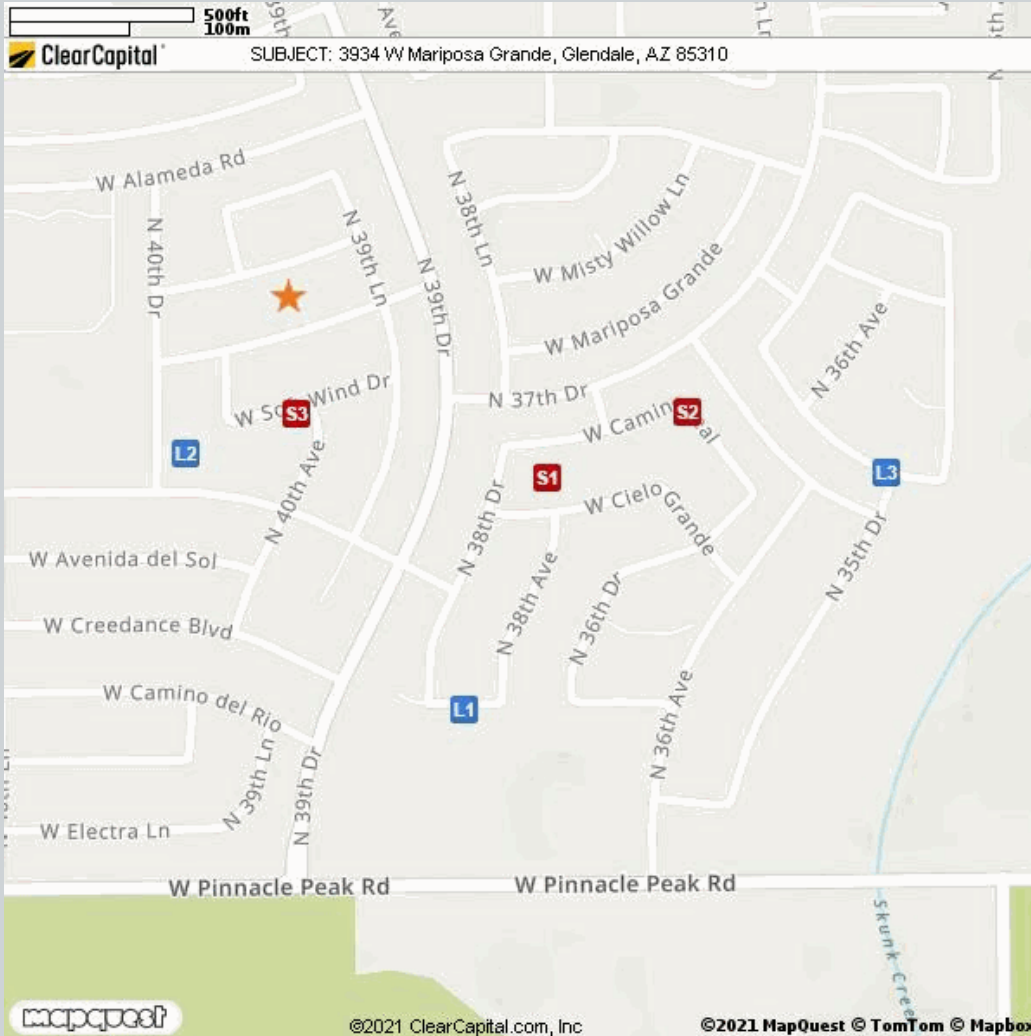 500ft
100m
ClearCapital
SUBJECT: 3934 W Mariposa Grande, Glendale, AZ 85310
39th
Ave
W Alameda Rd
N 40th Dr
N 39th Ln
N 39th Dr
N 38th Ln
W Misty Willow Ln
W Mariposa Grande
N 37th Dr
N 36th Ave
W Wind Dr
S3
S2
L2
S1
L3
W Cielo Grande
N 40th Ave
N 38th Dr
N 38th Ave
N 36th Dr
N 35th Dr
W Avenida del Sol
W Creedance Blvd
W Camino del Rio
L1
N 36th Ave
N 39th Ln
N 39th Dr
W Electra Ln
W Pinnacle Peak Rd
W Pinnacle Peak Rd
Skunk
mapquest
©2021 ClearCapital.com, Inc
©2021 MapQuest © TomTom © Mapbox